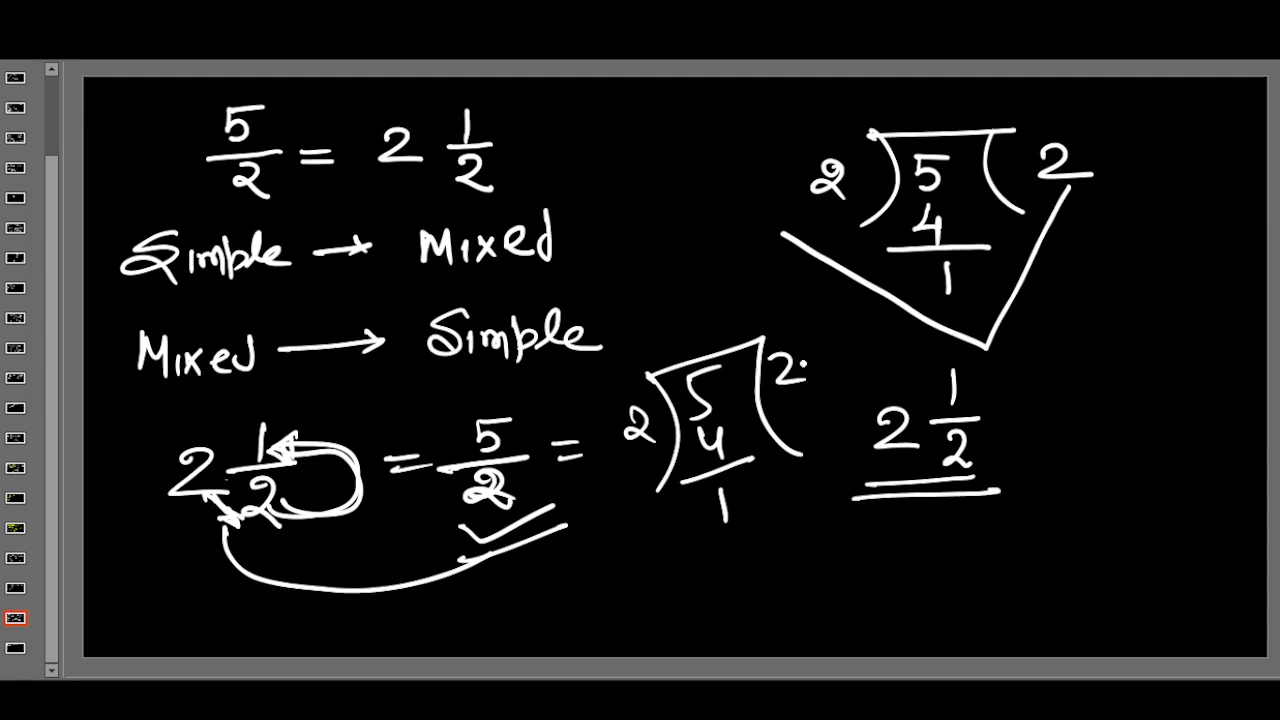 5/2 = 2 1/2
2 ) 5 ( 2
4
1
Simple → Mixed
Mixed → Simple
2 1/2 = 5/2 = 2 ) 5 ( 2
4
1
2 1/2